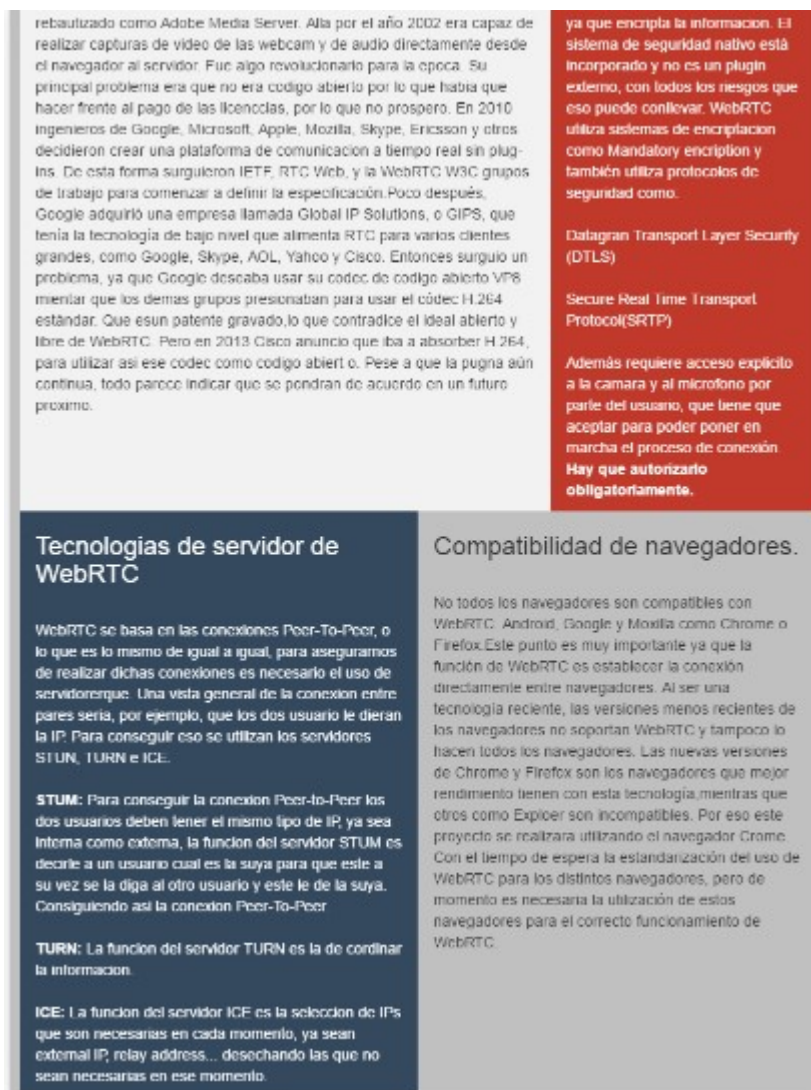 rebautizado como Adobe Media Server. Alla por el año 2002 era capaz de
realizar capturas de video de las webcam y de audio directamente desde
el navegador al servidor. Fue algo revolucionario para la epoca. Su
principal problema era que no era codigo abierto por lo que habia que
hacer frente al pago de las licenccias, por lo que no prospero. En 2010
ingenieros de Google, Microsoft, Apple, Mozilla, Skype, Ericsson y otros
decidieron crear una plataforma de comunicacion a tiempo real sin plug-
ins. De esta forma surguieron IETF, RTC Web, y la WebRTC W3C grupos
de trabajo para comenzar a definir la especificación.Poco después,
Google adquirió una empresa llamada Global IP Solutions, o GIPS, que
tenía la tecnología de bajo nivel que alimenta RTC para varios clientes
grandes, como Google, Skype, AOL, Yahoo y Cisco. Entonces surguio un
problema, ya que Google deseaba usar su codec de codigo abierto VP8
mientar que los demas grupos presionaban para usar el códec H.264
estándar. Que esun patente gravado,lo que contradice el ideal abierto y
libre de WebRTC. Pero en 2013 Cisco anuncio que iba a absorber H.264,
para utilizar asi ese codec como codigo abiert o. Pese a que la pugna aún
continua, todo parece indicar que se pondran de acuerdo en un futuro
proximo.
ya que encripta la informacion. El
sistema de seguridad nativo está
incorporado y no es un plugin
externo, con todos los riesgos que
eso puede conllevar. WebRTC
utiliza sistemas de encriptacion
como Mandatory encription y
también utiliza protocolos de
seguridad como.
Datagran Transport Layer Security
(DTLS)
Secure Real Time Transport
Protocol(SRTP)
Además requiere acceso explicito
a la camara y al microfono por
parte del usuario, que tiene que
aceptar para poder poner en
marcha el proceso de conexión.
Hay que autorizarlo
obligatoriamente.
Tecnologias de servidor de
WebRTC
WebRTC se basa en las conexiones Peer-To-Peer, o
lo que es lo mismo de igual a igual, para asegurarnos
de realizar dichas conexiones es necesario el uso de
servidorerque. Una vista general de la conexion entre
pares seria, por ejemplo, que los dos usuario le dieran
la IP. Para conseguir eso se utilizan los servidores
STUN, TURN e ICE.
STUM: Para conseguir la conexion Peer-to-Peer los
dos usuarios deben tener el mismo tipo de IP, ya sea
interna como externa, la funcion del servidor STUM es
decirle a un usuario cual es la suya para que este a
su vez se la diga al otro usuario y este le de la suya.
Consiguiendo asi la conexion Peer-To-Peer
TURN: La funcion del servidor TURN es la de cordinar
la informacion.
ICE: La funcion del servidor ICE es la seleccion de IPs
que son necesarias en cada momento, ya sean
external IP, relay address... desechando las que no
sean necesarias en ese momento.
Compatibilidad de navegadores.
No todos los navegadores son compatibles con
WebRTC. Android, Google y Moxilla como Chrome o
Firefox.Este punto es muy importante ya que la
función de WebRTC es establecer la conexión
directamente entre navegadores. Al ser una
tecnología reciente, las versiones menos recientes de
los navegadores no soportan WebRTC y tampoco lo
hacen todos los navegadores. Las nuevas versiones
de Chrome y Firefox son los navegadores que mejor
rendimiento tienen con esta tecnología,mientras que
otros como Exploer son incompatibles. Por eso este
proyecto se realizara utilizando el navegador Crome.
Con el tiempo de espera la estandarización del uso de
WebRTC para los distintos navegadores, pero de
momento es necesaria la utilización de estos
navegadores para el correcto funcionamiento de
WebRTC.